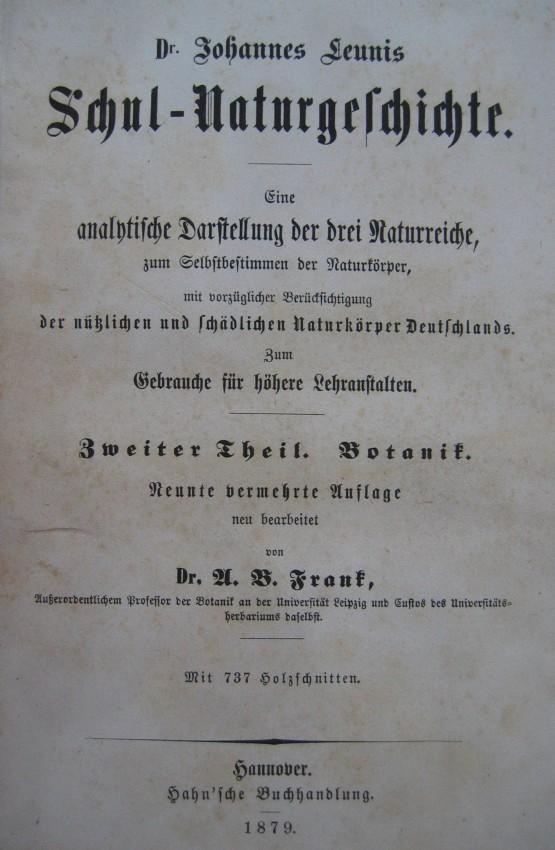 Dr. Johannes Leunis
Schul-Naturgeſchichte.
Eine
analytiſche Darſtellung der drei Naturreiche,
zum Selbſtbeſtimmen der Naturkörper,
mit vorzüglicher Berückſichtigung
der nützlichen und ſchädlichen Naturkörper Deutſchlands.
Zum
Gebrauche für höhere Lehranſtalten.
Zweiter Theil. Botanik.
Neunte vermehrte Auflage
neu bearbeitet
von
Dr. A. B. Frank,
Außerordentlichem Profeſſor der Botanik an der Univerſität Leipzig und Cuſtos des Univerſitäts-
herbariums daſelbſt.
Mit 737 Holzſchnitten.
Hannover.
Hahn'ſche Buchhandlung.
1879.